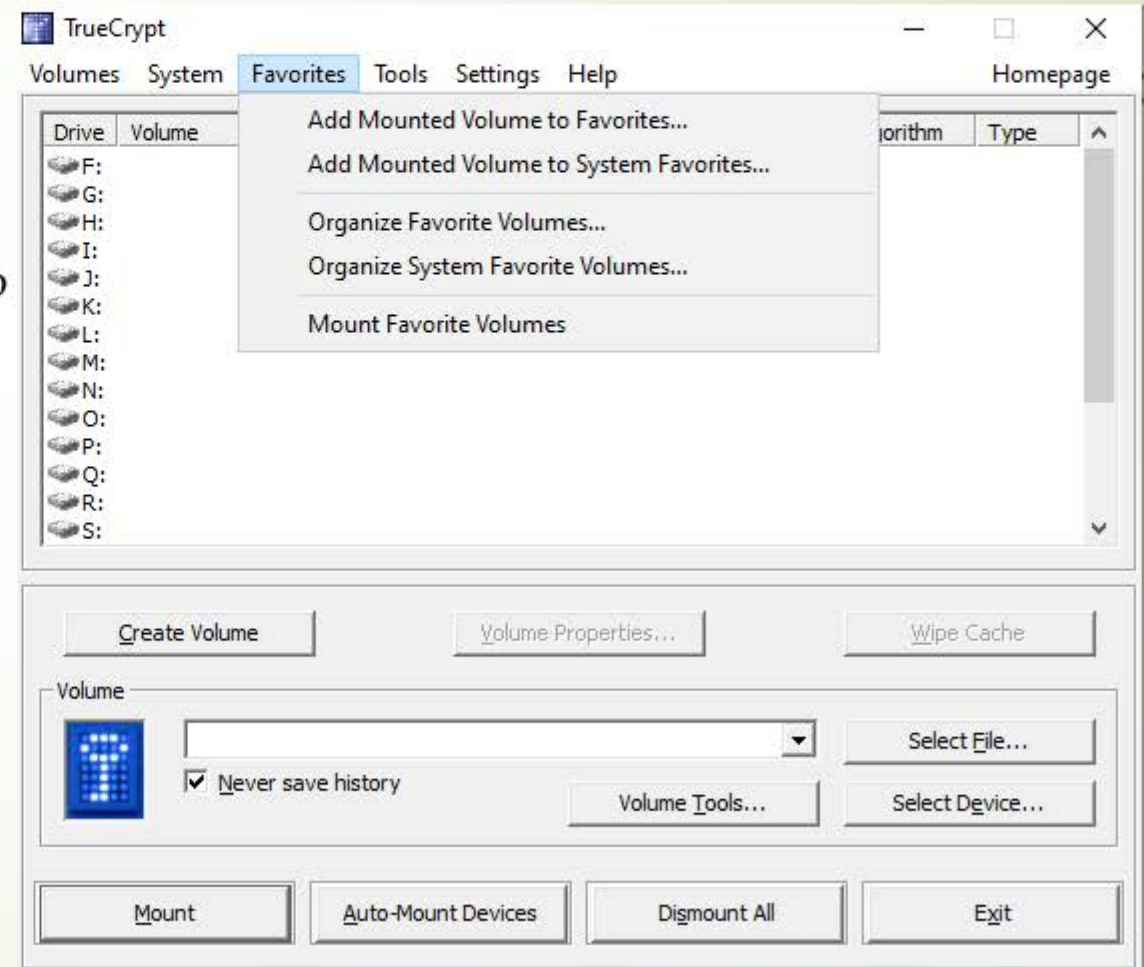 TrueCrypt
Volumes System Favorites Tools Settings Help Homepage
Add Mounted Volume to Favorites...
Add Mounted Volume to System Favorites...
Organize Favorite Volumes...
Organize System Favorite Volumes...
Mount Favorite Volumes
Drive Volume Type
F:
G:
H:
I:
J:
K:
L:
M:
N:
O:
P:
Q:
R:
S:
Create Volume Volume Properties... Wipe Cache
Volume
Select File...
Never save history
Volume Tools... Select Device...
Mount Auto-Mount Devices Dismount All Exit